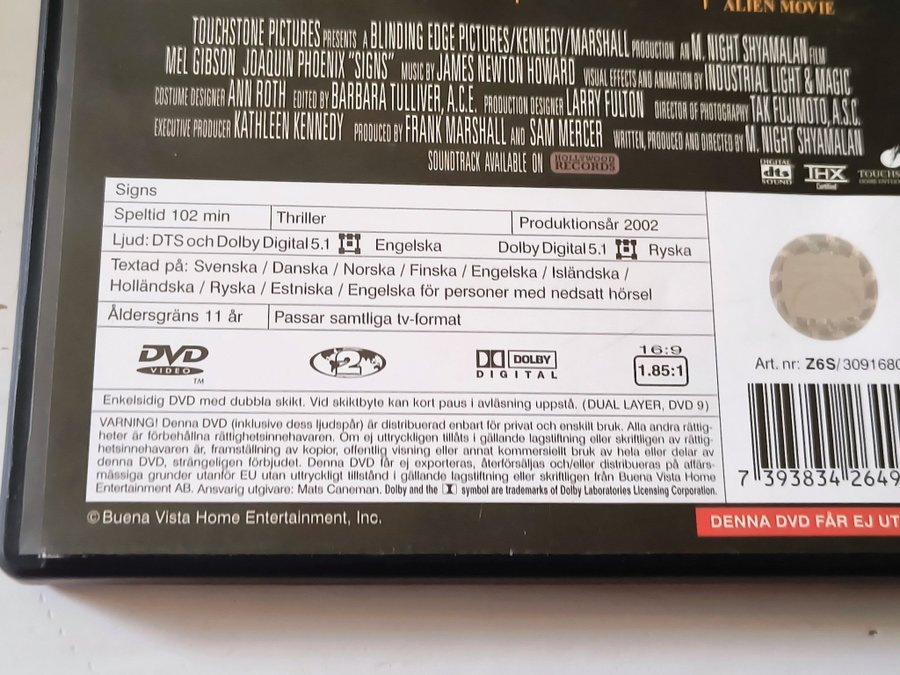 ALIEN MOVIE
TOUCHSTONE PICTURES PRESENTS A BLINDING EDGE PICTURES/KENNEDY/MARSHALL PRODUCTION AN M. NIGHT SHYAMALAN FILM
MEL GIBSON JOAQUIN PHOENIX "SIGNS" MUSIC BY JAMES NEWTON HOWARD VISUAL EFFECTS AND ANIMATION BY INDUSTRIAL LIGHT & MAGIC
COSTUME DESIGNER ANN ROTH EDITED BY BARBARA TULLIVER, A.C.E. PRODUCTION DESIGNER LARRY FULTON DIRECTOR OF PHOTOGRAPHY TAK FUJIMOTO, A.S.C.
EXECUTIVE PRODUCER KATHLEEN KENNEDY PRODUCED BY FRANK MARSHALL AND SAM MERCER WRITTEN, PRODUCED AND DIRECTED BY M. NIGHT SHYAMALAN
SOUNDTRACK AVAILABLE ON HOLLYWOOD RECORDS
DIGITAL dts SOUND THX Certified TOUCHS
Signs
Speltid 102 min Thriller Produktionsår 2002
Ljud: DTS och Dolby Digital 5.1 Engelska Dolby Digital 5.1 Ryska
Textad på: Svenska / Danska / Norska / Finska / Engelska / Isländska /
Holländska / Ryska / Estniska / Engelska för personer med nedsatt hörsel
Åldersgräns 11 år Passar samtliga tv-format
DVD VIDEO TM 2 DOLBY DIGITAL 16:9 1.85:1
Art. nr: Z6S/3091680
Enkelsidig DVD med dubbla skikt. Vid skiktbyte kan kort paus i avläsning uppstå. (DUAL LAYER, DVD 9)
VARNING! Denna DVD (inklusive dess ljudspår) är distribuerad enbart för privat och enskilt bruk. Alla andra rättig-
heter är förbehållna rättighetsinnehavaren. Om ej uttryckligen tillåts i gällande lagstiftning eller skriftligen av rättig-
hetsinnehavaren är, framställning av kopior, offentlig visning eller annat kommersiellt bruk av hela eller delar av
denna DVD, strängeligen förbjudet. Denna DVD får ej exporteras, återförsäljas och/eller distribueras på affärs-
mässiga grunder utanför EU utan uttryckligt tillstånd i gällande lagstiftning eller skriftligen från Buena Vista Home
Entertainment AB. Ansvarig utgivare: Mats Caneman. Dolby and the symbol are trademarks of Dolby Laboratories Licensing Corporation.
7 393834 2649
© Buena Vista Home Entertainment, Inc.
DENNA DVD FÅR EJ UT